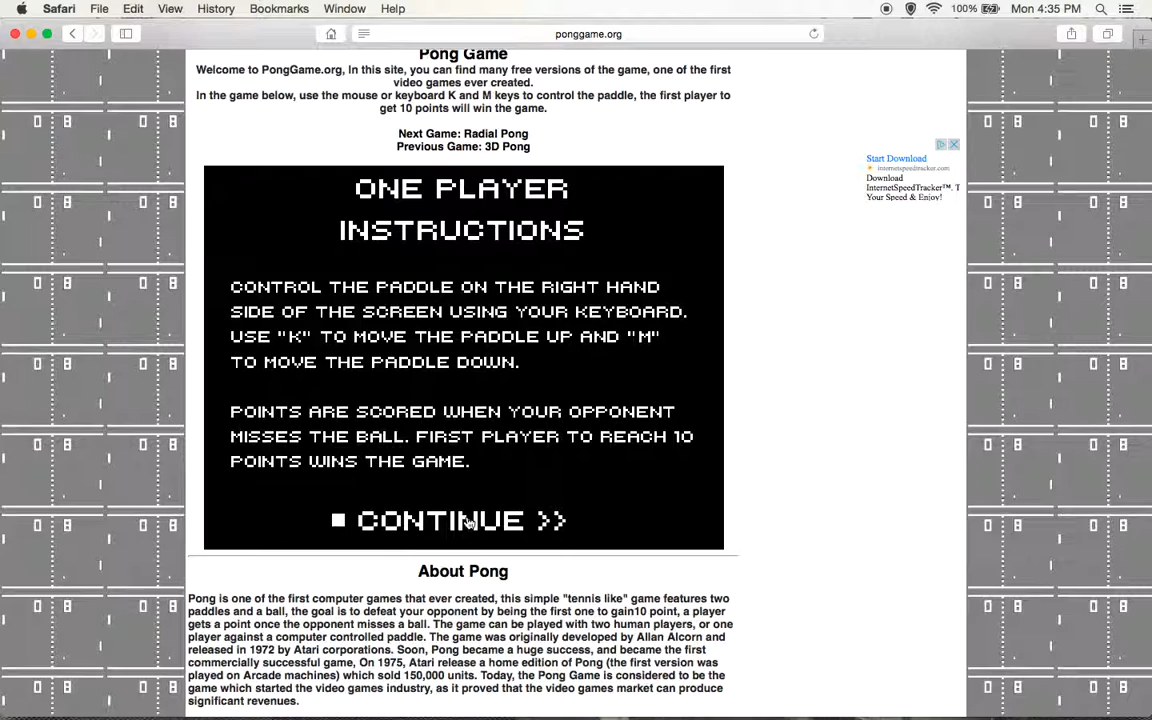 Safari File Edit View History Bookmarks Window Help 100% Mon 4:35 PM
ponggame.org
Pong Game
Welcome to PongGame.org, In this site, you can find many free versions of the game, one of the first
video games ever created.
In the game below, use the mouse or keyboard K and M keys to control the paddle, the first player to
get 10 points will win the game.
Next Game: Radial Pong
Previous Game: 3D Pong
Start Download
internetspeedtracker.com
Download
InternetSpeedTracker™, T
Your Speed & Enjoy!
ONE PLAYER
INSTRUCTIONS
CONTROL THE PADDLE ON THE RIGHT HAND
SIDE OF THE SCREEN USING YOUR KEYBOARD.
USE "K" TO MOVE THE PADDLE UP AND "M"
TO MOVE THE PADDLE DOWN.
POINTS ARE SCORED WHEN YOUR OPPONENT
MISSES THE BALL. FIRST PLAYER TO REACH 10
POINTS WINS THE GAME.
CONTINUE >>
About Pong
Pong is one of the first computer games that ever created, this simple "tennis like" game features two
paddles and a ball, the goal is to defeat your opponent by being the first one to gain10 point, a player
gets a point once the opponent misses a ball. The game can be played with two human players, or one
player against a computer controlled paddle. The game was originally developed by Allan Alcorn and
released in 1972 by Atari corporations. Soon, Pong became a huge success, and became the first
commercially successful game, On 1975, Atari release a home edition of Pong (the first version was
played on Arcade machines) which sold 150,000 units. Today, the Pong Game is considered to be the
game which started the video games industry, as it proved that the video games market can produce
significant revenues.